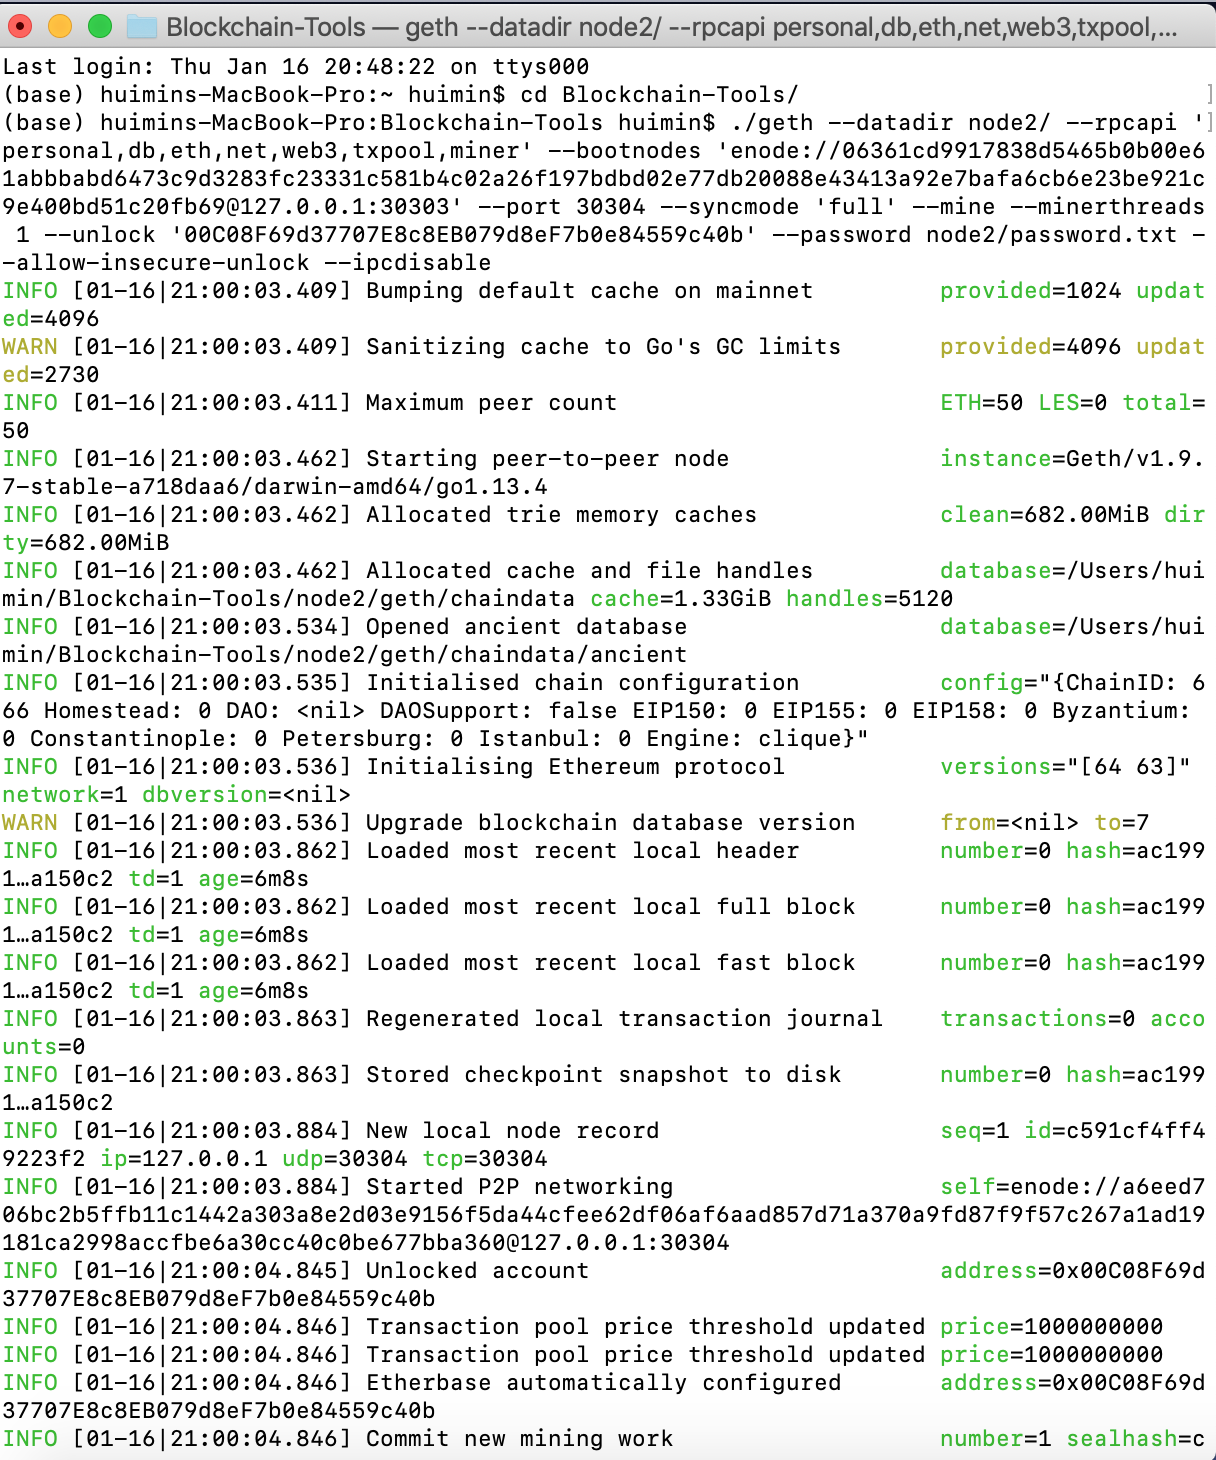 Blockchain-Tools — geth --datadir node2/ --rpcapi personal,db,eth,net,web3,txpool,...
Last login: Thu Jan 16 20:48:22 on ttys000
(base) huimins-MacBook-Pro:~ huimin$ cd Blockchain-Tools/
(base) huimins-MacBook-Pro:Blockchain-Tools huimin$ ./geth --datadir node2/ --rpcapi '
personal,db,eth,net,web3,txpool,miner' --bootnodes 'enode://06361cd9917838d5465b0b00e6
1abbbabd6473c9d3283fc23331c581b4c02a26f197bdbd02e77db20088e43413a92e7bafa6cb6e23be921c
9e400bd51c20fb69@127.0.0.1:30303' --port 30304 --syncmode 'full' --mine --minerthreads
 1 --unlock '00C08F69d37707E8c8EB079d8eF7b0e84559c40b' --password node2/password.txt -
-allow-insecure-unlock --ipcdisable
INFO [01-16|21:00:03.409] Bumping default cache on mainnet         provided=1024 updat
ed=4096
WARN [01-16|21:00:03.409] Sanitizing cache to Go's GC limits       provided=4096 updat
ed=2730
INFO [01-16|21:00:03.411] Maximum peer count                       ETH=50 LES=0 total=
50
INFO [01-16|21:00:03.462] Starting peer-to-peer node               instance=Geth/v1.9.
7-stable-a718daa6/darwin-amd64/go1.13.4
INFO [01-16|21:00:03.462] Allocated trie memory caches             clean=682.00MiB dir
ty=682.00MiB
INFO [01-16|21:00:03.462] Allocated cache and file handles         database=/Users/hui
min/Blockchain-Tools/node2/geth/chaindata cache=1.33GiB handles=5120
INFO [01-16|21:00:03.534] Opened ancient database                  database=/Users/hui
min/Blockchain-Tools/node2/geth/chaindata/ancient
INFO [01-16|21:00:03.535] Initialised chain configuration          config="{ChainID: 6
66 Homestead: 0 DAO: <nil> DAOSupport: false EIP150: 0 EIP155: 0 EIP158: 0 Byzantium:
0 Constantinople: 0 Petersburg: 0 Istanbul: 0 Engine: clique}"
INFO [01-16|21:00:03.536] Initialising Ethereum protocol           versions="[64 63]"
network=1 dbversion=<nil>
WARN [01-16|21:00:03.536] Upgrade blockchain database version      from=<nil> to=7
INFO [01-16|21:00:03.862] Loaded most recent local header          number=0 hash=ac199
1…a150c2 td=1 age=6m8s
INFO [01-16|21:00:03.862] Loaded most recent local full block      number=0 hash=ac199
1…a150c2 td=1 age=6m8s
INFO [01-16|21:00:03.862] Loaded most recent local fast block      number=0 hash=ac199
1…a150c2 td=1 age=6m8s
INFO [01-16|21:00:03.863] Regenerated local transaction journal    transactions=0 acco
unts=0
INFO [01-16|21:00:03.863] Stored checkpoint snapshot to disk       number=0 hash=ac199
1…a150c2
INFO [01-16|21:00:03.884] New local node record                    seq=1 id=c591cf4ff4
9223f2 ip=127.0.0.1 udp=30304 tcp=30304
INFO [01-16|21:00:03.884] Started P2P networking                   self=enode://a6eed7
06bc2b5ffb11c1442a303a8e2d03e9156f5da44cfee62df06af6aad857d71a370a9fd87f9f57c267a1ad19
181ca2998accfbe6a30cc40c0be677bba360@127.0.0.1:30304
INFO [01-16|21:00:04.845] Unlocked account                         address=0x00C08F69d
37707E8c8EB079d8eF7b0e84559c40b
INFO [01-16|21:00:04.846] Transaction pool price threshold updated price=1000000000
INFO [01-16|21:00:04.846] Transaction pool price threshold updated price=1000000000
INFO [01-16|21:00:04.846] Etherbase automatically configured       address=0x00C08F69d
37707E8c8EB079d8eF7b0e84559c40b
INFO [01-16|21:00:04.846] Commit new mining work                   number=1 sealhash=c